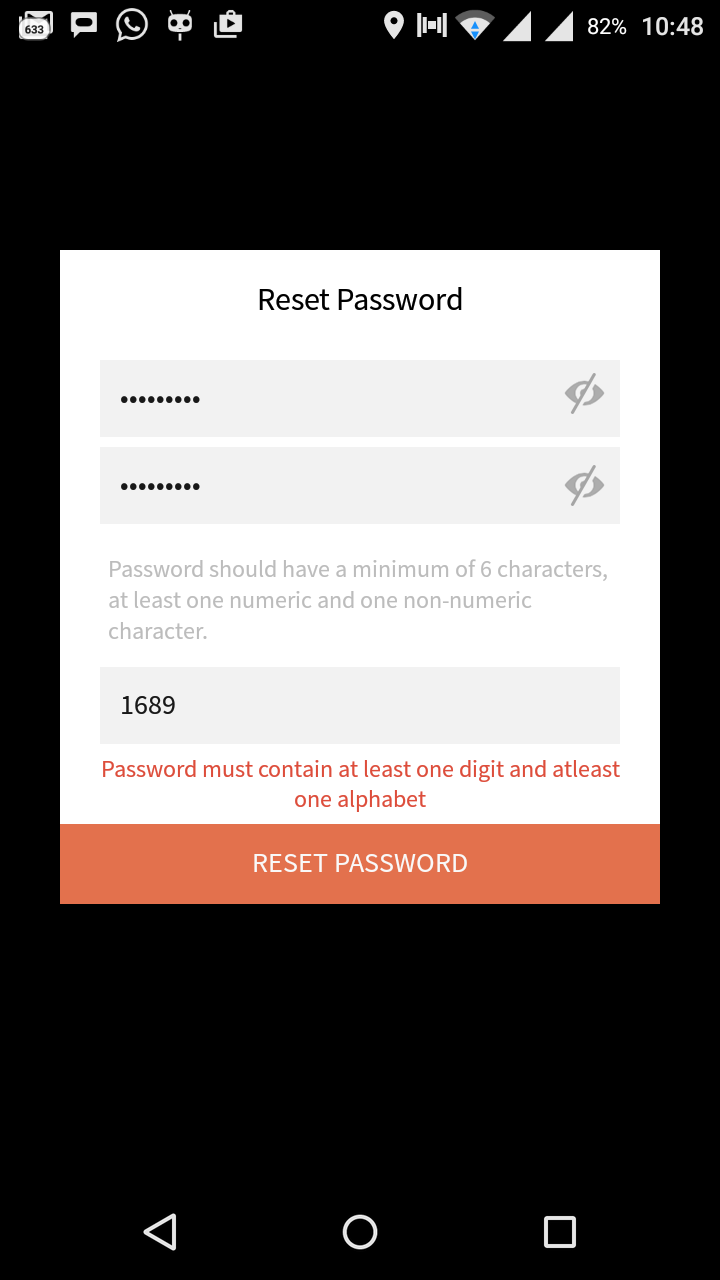 633
82% 10:48
Reset Password
•••••••••
•••••••••
Password should have a minimum of 6 characters,
at least one numeric and one non-numeric
character.
1689
Password must contain at least one digit and atleast
one alphabet
RESET PASSWORD